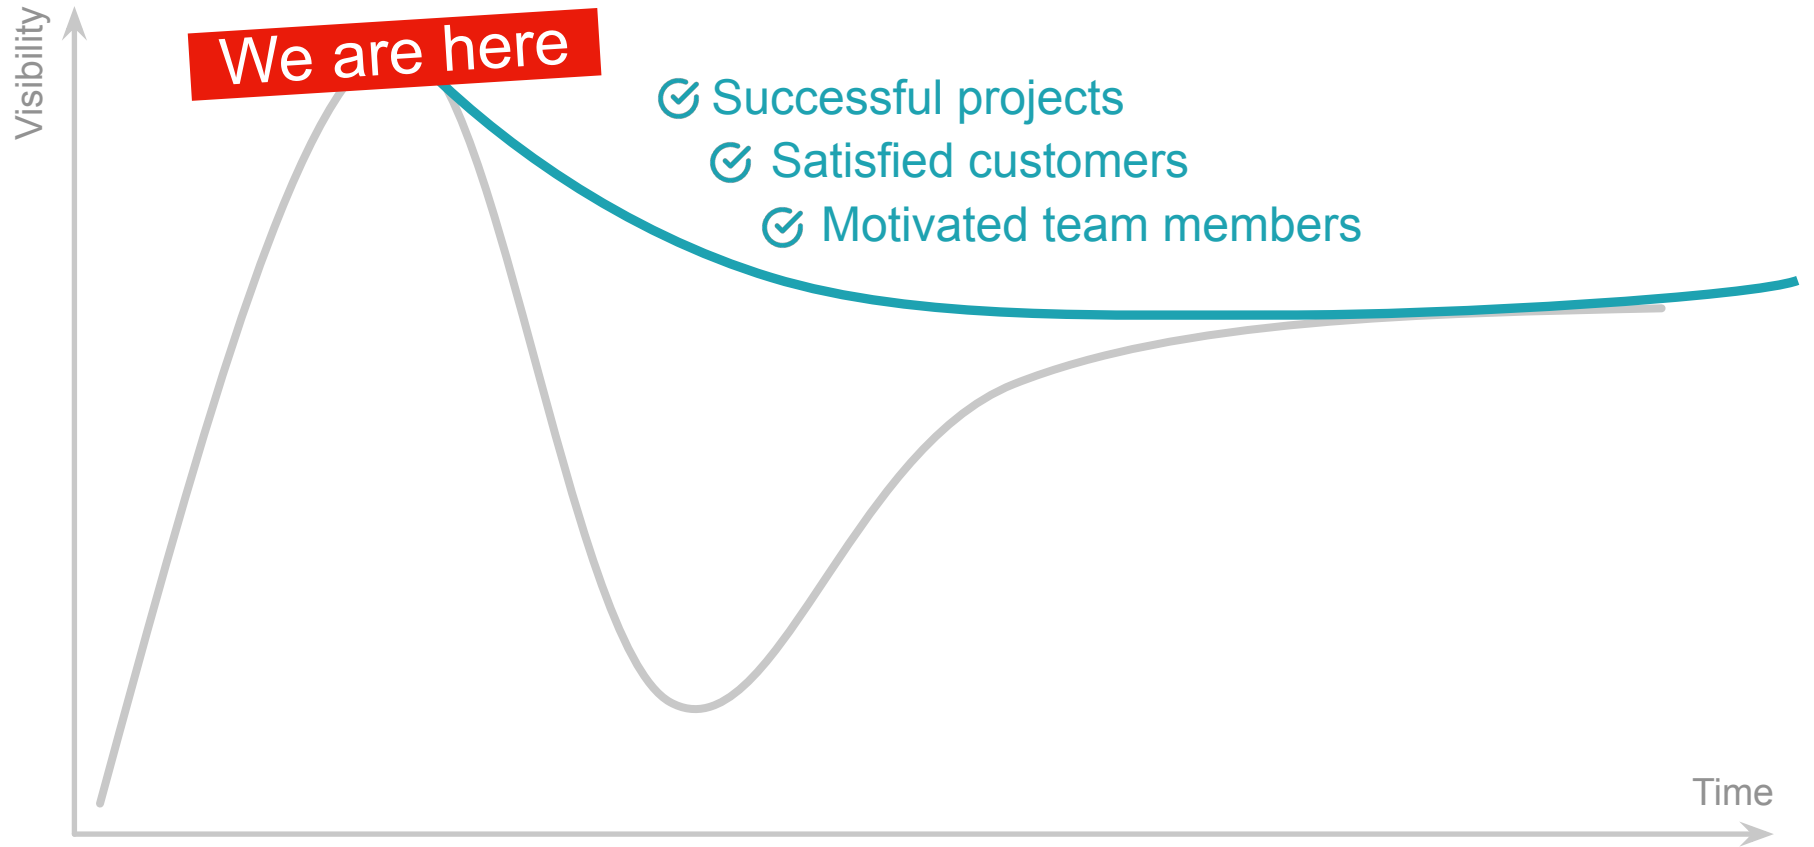 Visibility
We are here
Successful projects
Satisfied customers
Motivated team members
Time